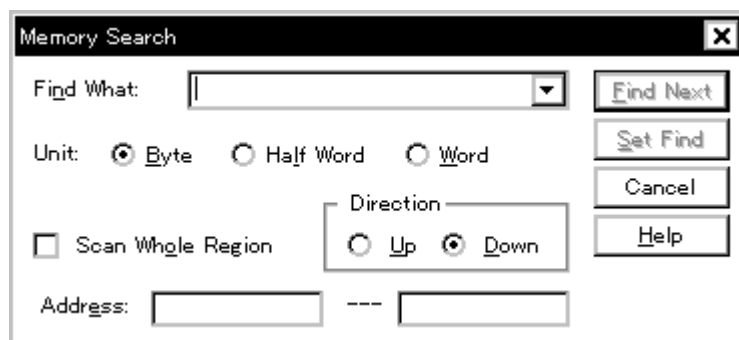 Memory Search
Find What:
Find Next
Unit: Byte Half Word Word
Set Find
Cancel
Direction
Scan Whole Region
Up Down
Help
Address: ---